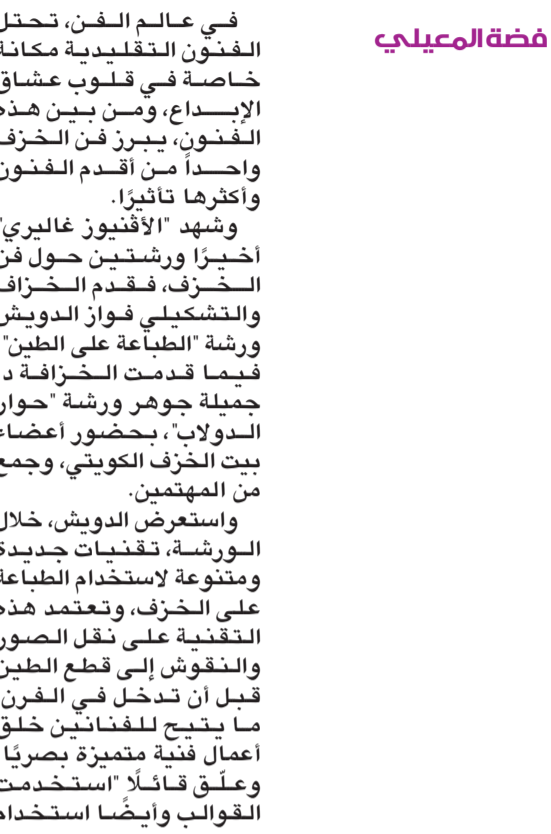 فضة المعيلي
في عالم الفن، تحتل
الفنون التقليدية مكانة
خاصة في قلوب عشاق
الإبداع، ومن بين هذه
الفنون، يبرز فن الخزف
واحداً من أقدم الفنون
وأكثرها تأثيرًا.
وشهد "الأڤنيوز غاليري"
أخيرًا ورشتين حول فن
الخزف، فقدم الخزاف
والتشكيلي فواز الدويش
ورشة "الطباعة على الطين"
فيما قدمت الخزافة د
جميلة جوهر ورشة "حوار
الدولاب"، بحضور أعضاء
بيت الخزف الكويتي، وجمع
من المهتمين.
واستعرض الدويش، خلال
الورشة، تقنيات جديدة
ومتنوعة لاستخدام الطباعة
على الخزف، وتعتمد هذه
التقنية على نقل الصور
والنقوش إلى قطع الطين
قبل أن تدخل في الفرن
ما يتيح للفنانين خلق
أعمال فنية متميزة بصريًا
وعلّق قائلًا "استخدمت
القوالب وأيضًا استخدام